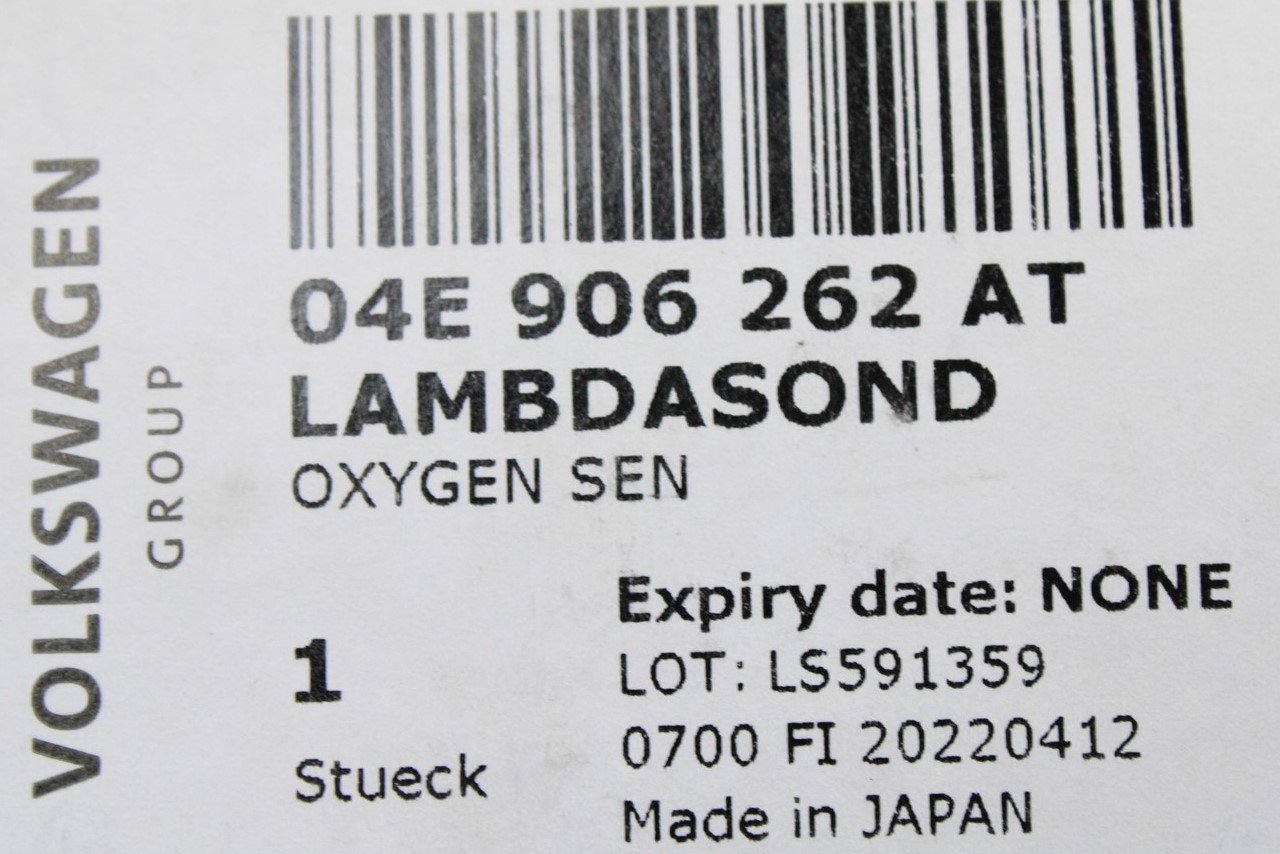 VOLKSWAGEN
GROUP
04E 906 262 AT
LAMBDASOND
OXYGEN SEN
1
Stueck
Expiry date: NONE
LOT: LS591359
0700 FI 20220412
Made in JAPAN